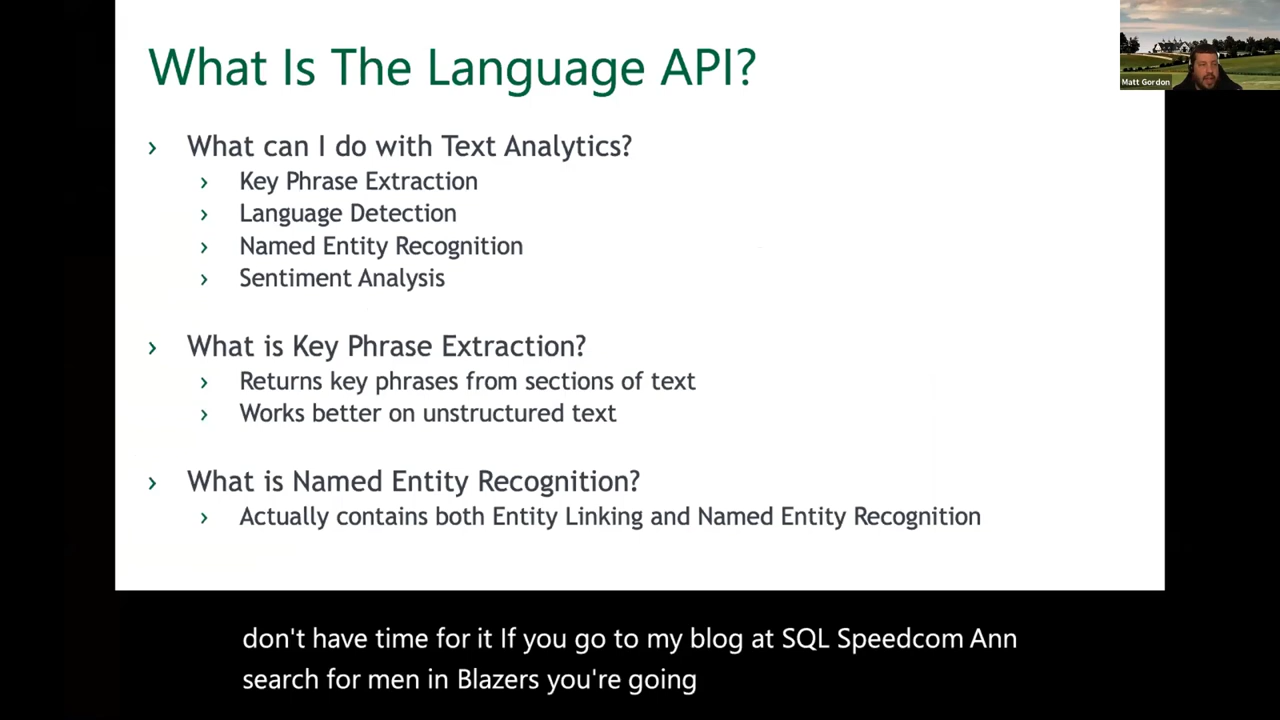 What Is The Language API?
Matt Gordon
› What can I do with Text Analytics?
› Key Phrase Extraction
› Language Detection
› Named Entity Recognition
› Sentiment Analysis
› What is Key Phrase Extraction?
› Returns key phrases from sections of text
› Works better on unstructured text
› What is Named Entity Recognition?
› Actually contains both Entity Linking and Named Entity Recognition
don't have time for it If you go to my blog at SQL Speedcom Ann
search for men in Blazers you're going